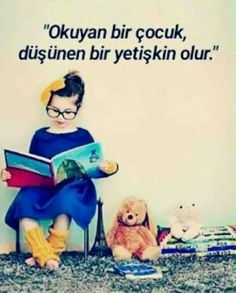 "Okuyan bir çocuk,
düşünen bir yetişkin olur."